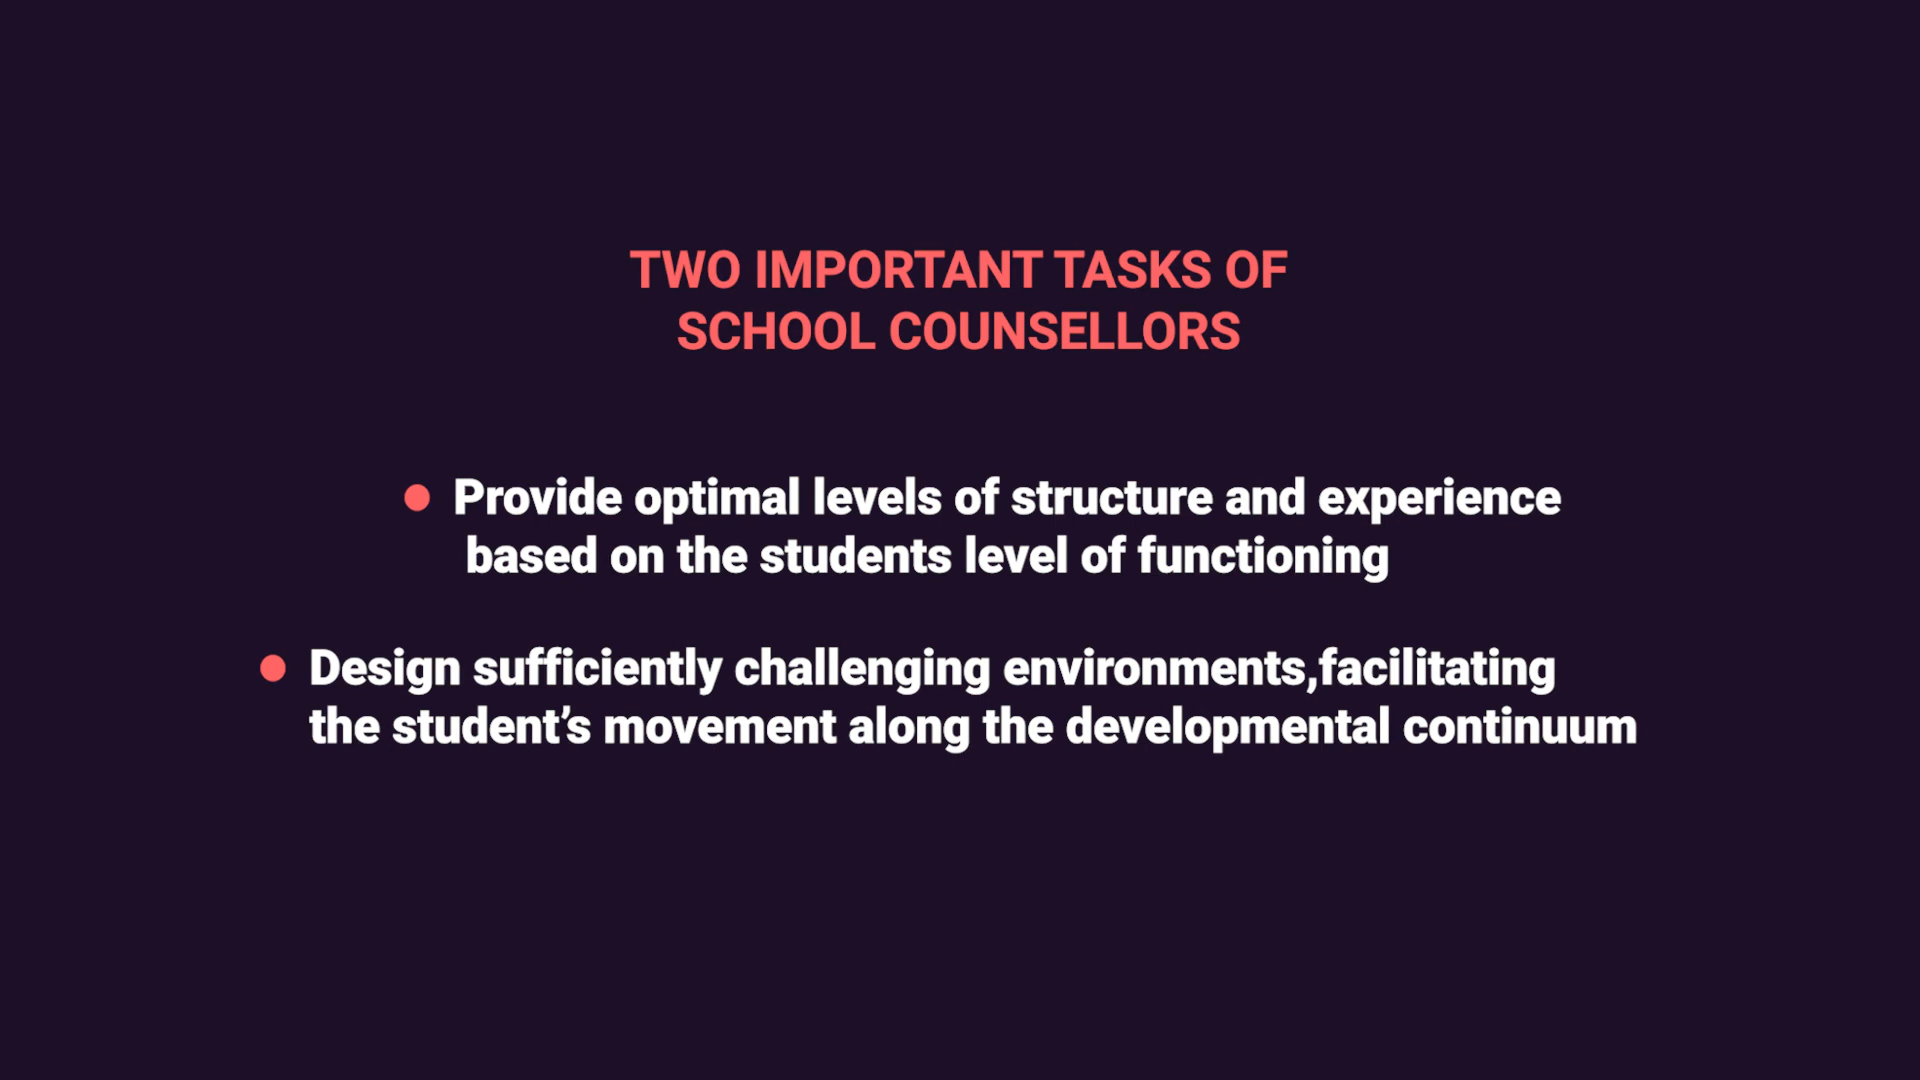 TWO IMPORTANT TASKS OF
SCHOOL COUNSELLORS
● Provide optimal levels of structure and experience
based on the students level of functioning
● Design sufficiently challenging environments,facilitating
the student’s movement along the developmental continuum